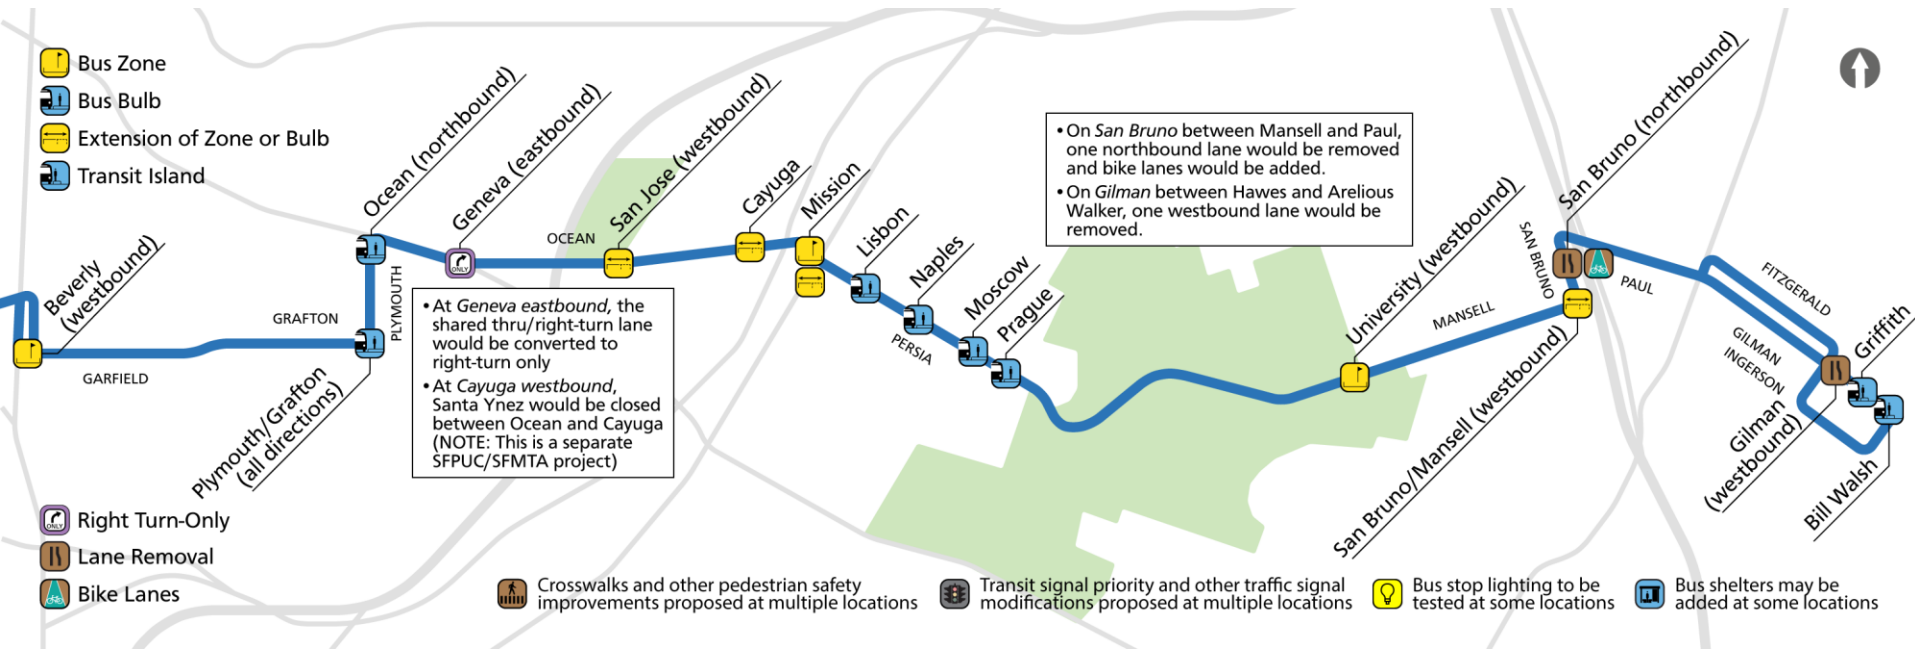 Bus Zone
Bus Bulb
Extension of Zone or Bulb
Transit Island
Beverly
(westbound)
GARFIELD
GRAFTON
Plymouth/Grafton
(all directions)
PLYMOUTH
Ocean (northbound)
Geneva (eastbound)
ONLY
OCEAN
San Jose (westbound)
Cayuga
Mission
Lisbon
Naples
Moscow
Prague
PERSIA
• At Geneva eastbound, the
shared thru/right-turn lane
would be converted to
right-turn only
• At Cayuga westbound,
Santa Ynez would be closed
between Ocean and Cayuga
(NOTE: This is a separate
SFPUC/SFMTA project)
• On San Bruno between Mansell and Paul,
one northbound lane would be removed
and bike lanes would be added.
• On Gilman between Hawes and Arelious
Walker, one westbound lane would be
removed.
University (westbound)
MANSELL
San Bruno/Mansell (westbound)
SAN BRUNO
San Bruno (northbound)
PAUL
FITZGERALD
GILMAN
INGERSON
Gilman
(westbound)
Griffith
Bill Walsh
ONLY
Right Turn-Only
Lane Removal
Bike Lanes
Crosswalks and other pedestrian safety
improvements proposed at multiple locations
Transit signal priority and other traffic signal
modifications proposed at multiple locations
Bus stop lighting to be
tested at some locations
Bus shelters may be
added at some locations